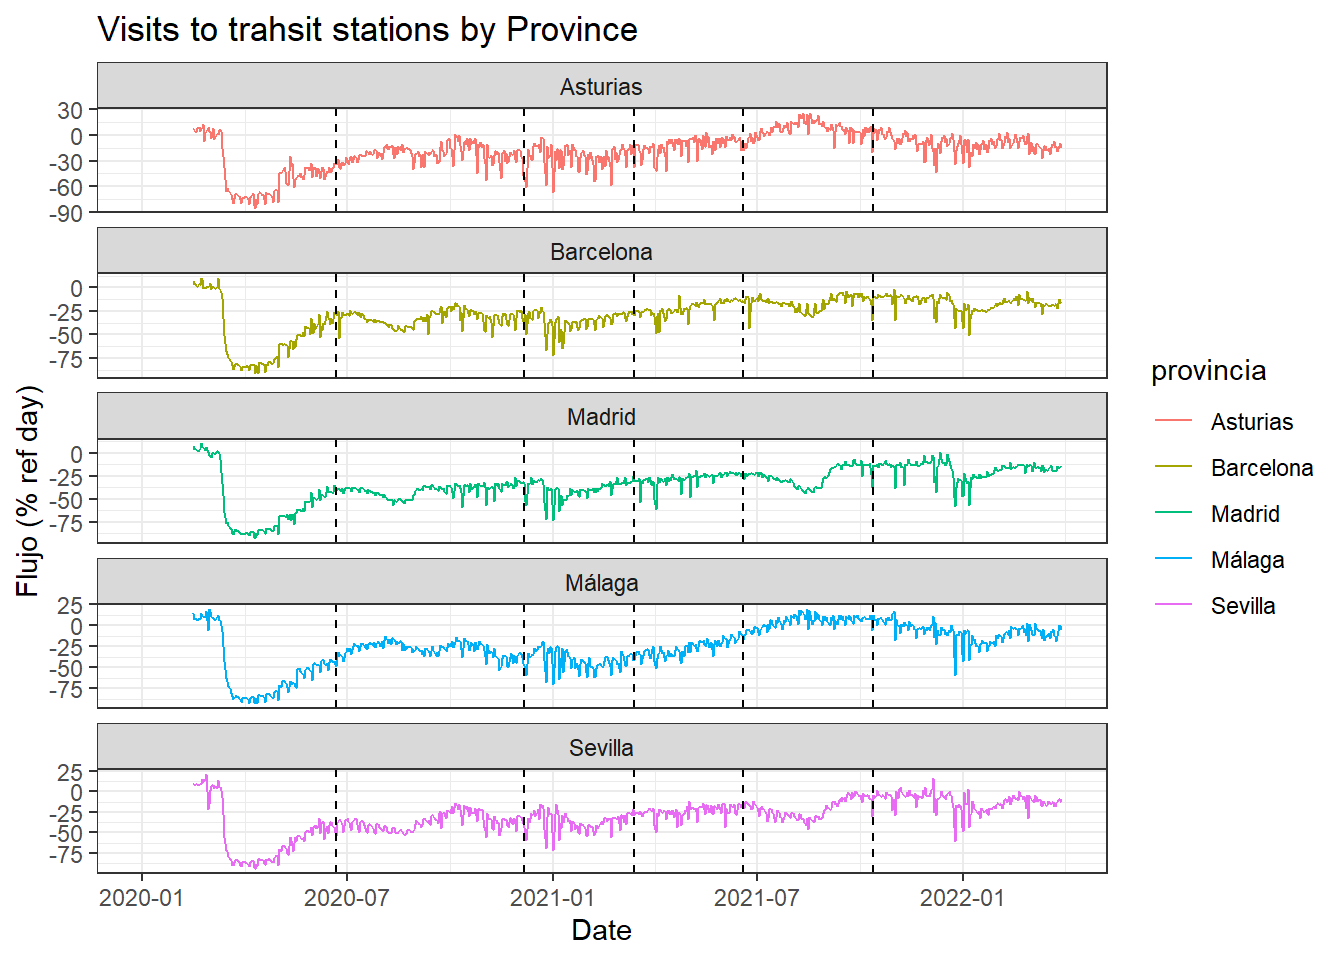 Visits to trahsit stations by Province
Asturias
30
0
-30
-60
-90
Barcelona
0
-25
-50
-75
Madrid
0
-25
-50
-75
Málaga
25
0
-25
-50
-75
Sevilla
25
0
-25
-50
-75
2020-01
2020-07
2021-01
2021-07
2022-01
Date
Flujo (% ref day)
provincia
Asturias
Barcelona
Madrid
Málaga
Sevilla